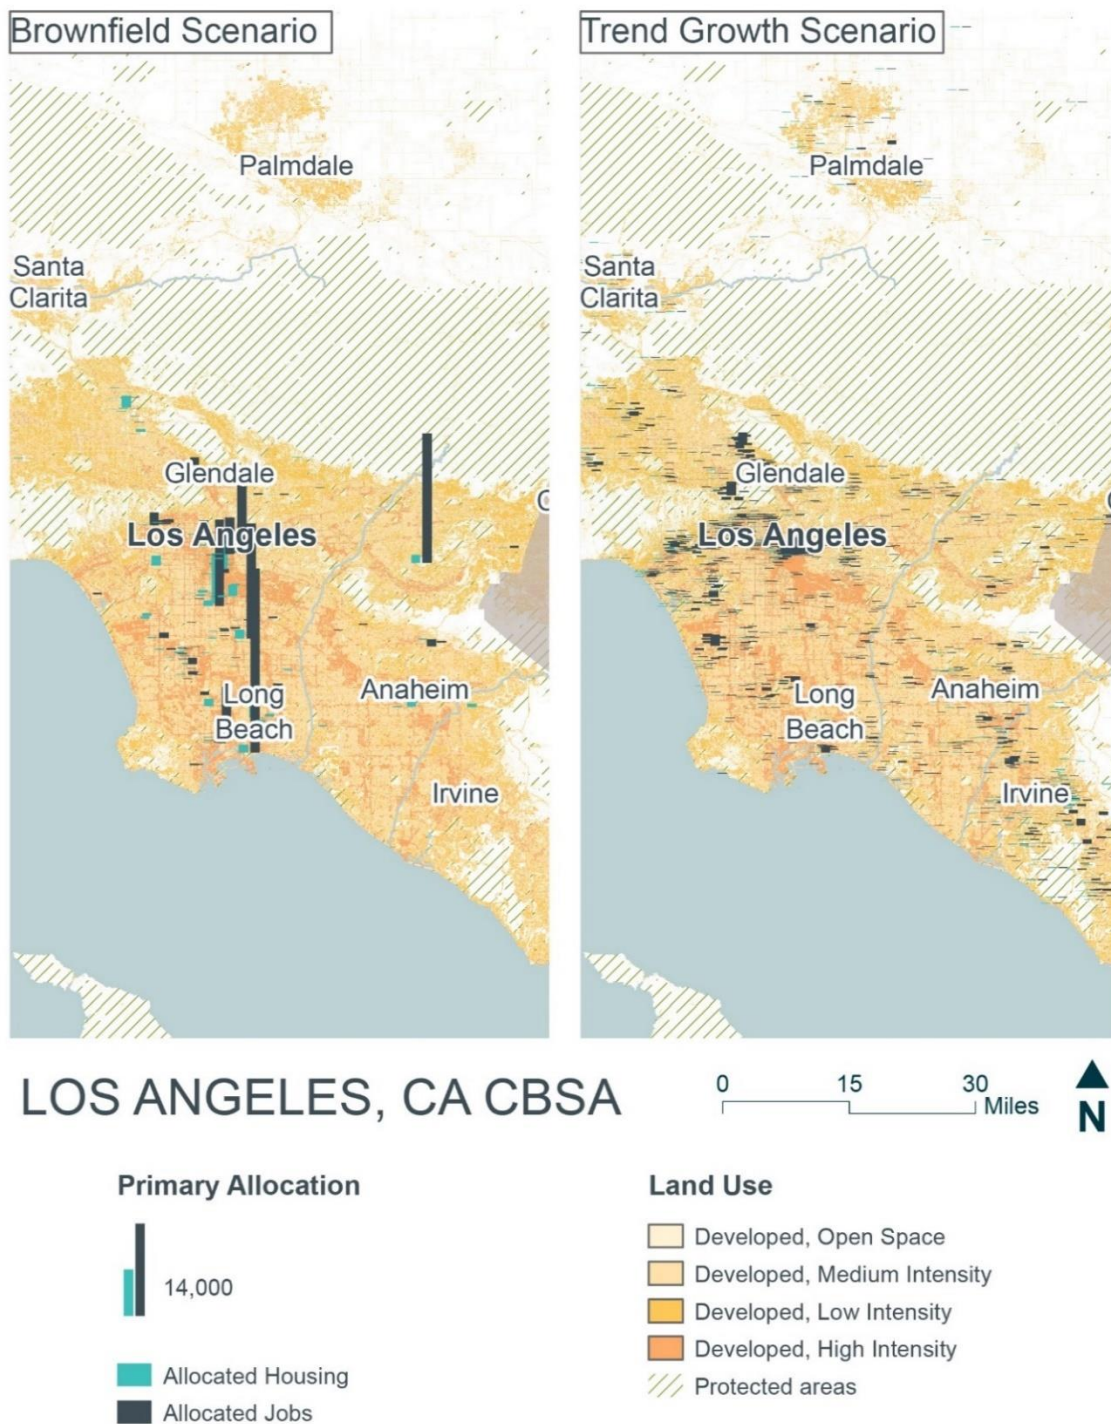 Brownfield Scenario
Trend Growth Scenario
Palmdale
Palmdale
Santa
Clarita
Santa
Clarita
Glendale
Glendale
Los Angeles
Los Angeles
Long
Beach
Anaheim
Long
Beach
Anaheim
Irvine
Irvine
LOS ANGELES, CA CBSA
0 15 30
Miles
N
Primary Allocation
14,000
Allocated Housing
Allocated Jobs
Land Use
Developed, Open Space
Developed, Medium Intensity
Developed, Low Intensity
Developed, High Intensity
Protected areas